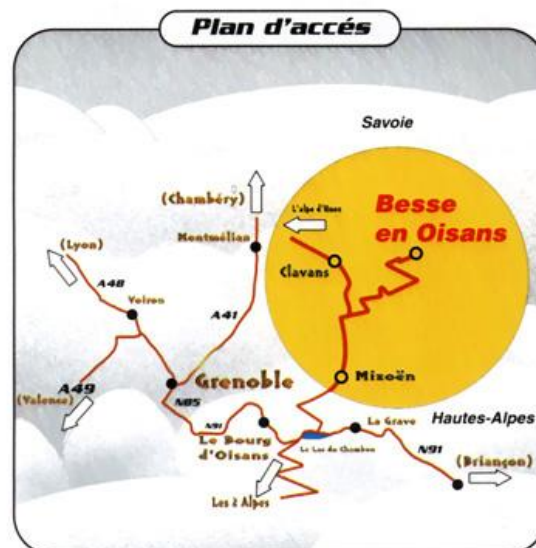 Plan d'accés
Savoie
(Chambéry)
L'alpe d'Huez
Besse
en Oisans
Montmélian
(Lyon)
Clavans
A48
Voiron
A41
Grenoble
Mizoën
A49
(Valence)
N85
Hautes-Alpes
N91
La Grave
Le Bourg
d'Oisans
Le Lac du Chambon
N91
(Briançon)
Les 2 Alpes